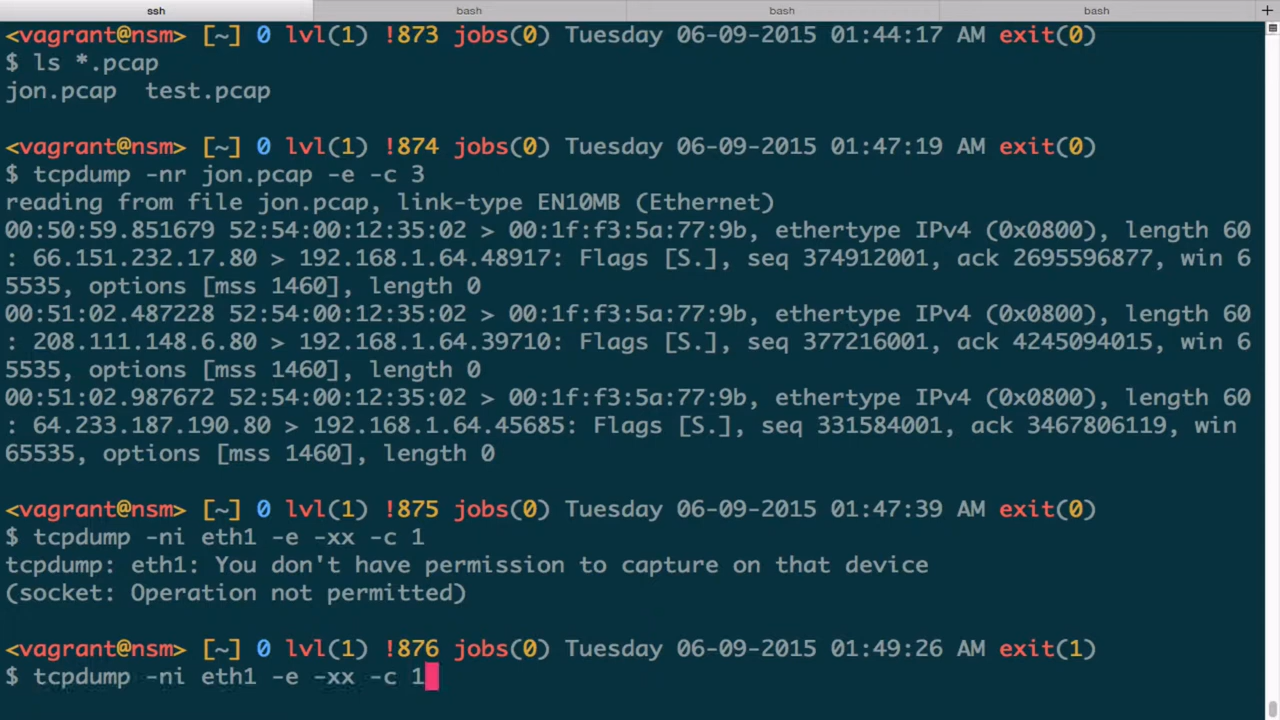 ssh bash bash bash +
<vagrant@nsm> [~] 0 lvl(1) !873 jobs(0) Tuesday 06-09-2015 01:44:17 AM exit(0)
$ ls *.pcap
jon.pcap  test.pcap
<vagrant@nsm> [~] 0 lvl(1) !874 jobs(0) Tuesday 06-09-2015 01:47:19 AM exit(0)
$ tcpdump -nr jon.pcap -e -c 3
reading from file jon.pcap, link-type EN10MB (Ethernet)
00:50:59.851679 52:54:00:12:35:02 > 00:1f:f3:5a:77:9b, ethertype IPv4 (0x0800), length 60
: 66.151.232.17.80 > 192.168.1.64.48917: Flags [S.], seq 374912001, ack 2695596877, win 6
5535, options [mss 1460], length 0
00:51:02.487228 52:54:00:12:35:02 > 00:1f:f3:5a:77:9b, ethertype IPv4 (0x0800), length 60
: 208.111.148.6.80 > 192.168.1.64.39710: Flags [S.], seq 377216001, ack 4245094015, win 6
5535, options [mss 1460], length 0
00:51:02.987672 52:54:00:12:35:02 > 00:1f:f3:5a:77:9b, ethertype IPv4 (0x0800), length 60
: 64.233.187.190.80 > 192.168.1.64.45685: Flags [S.], seq 331584001, ack 3467806119, win
65535, options [mss 1460], length 0
<vagrant@nsm> [~] 0 lvl(1) !875 jobs(0) Tuesday 06-09-2015 01:47:39 AM exit(0)
$ tcpdump -ni eth1 -e -xx -c 1
tcpdump: eth1: You don't have permission to capture on that device
(socket: Operation not permitted)
<vagrant@nsm> [~] 0 lvl(1) !876 jobs(0) Tuesday 06-09-2015 01:49:26 AM exit(1)
$ tcpdump -ni eth1 -e -xx -c 1